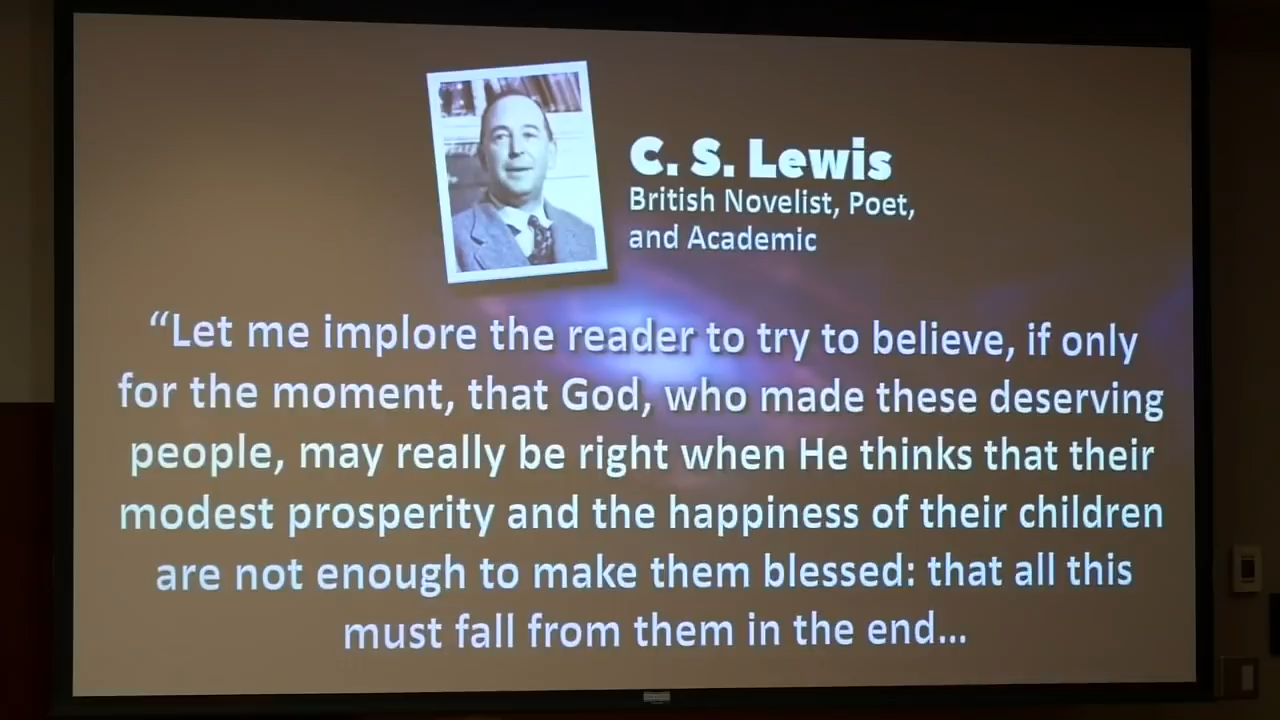 C. S. Lewis
British Novelist, Poet,
and Academic
“Let me implore the reader to try to believe, if only
for the moment, that God, who made these deserving
people, may really be right when He thinks that their
modest prosperity and the happiness of their children
are not enough to make them blessed: that all this
must fall from them in the end...